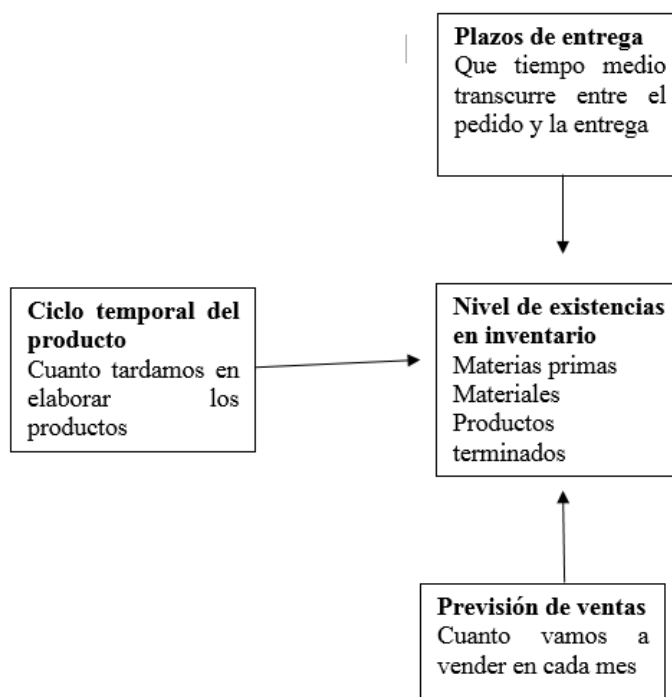 Plazos de entrega
Que tiempo medio
transcurre entre el
pedido y la entrega
Ciclo temporal del
producto
Cuanto tardamos en
elaborar los
productos
Nivel de existencias
en inventario
Materias primas
Materiales
Productos
terminados
Previsión de ventas
Cuanto vamos a
vender en cada mes